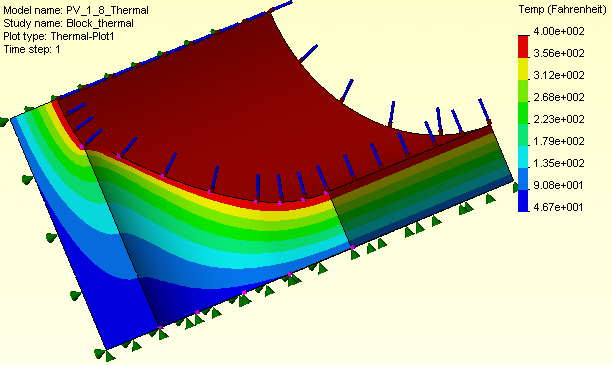 Model name: PV_1_8_Thermal
Study name: Block_thermal
Plot type: Thermal-Plot1
Time step: 1
Temp (Fahrenheit)
4.00e+002
3.56e+002
3.12e+002
2.68e+002
2.23e+002
1.79e+002
1.35e+002
9.08e+001
4.67e+001